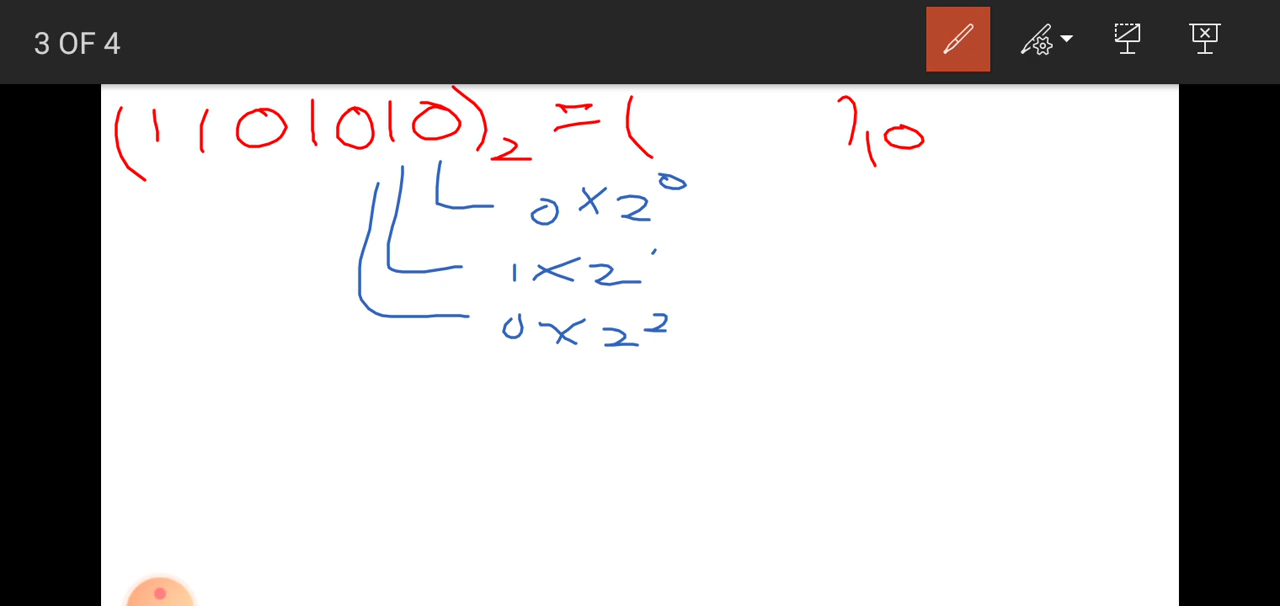 3 OF 4
(1101010)₂ = ( )₁₀
0 × 2⁰
1 × 2¹
0 × 2²